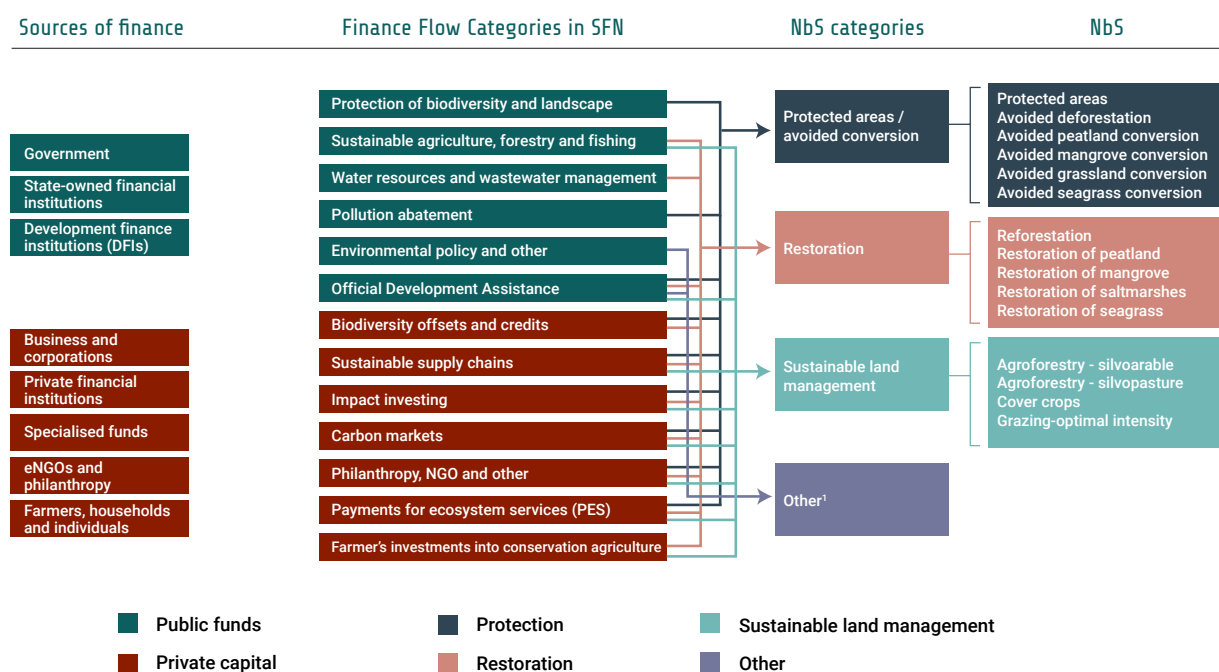 Sources of finance
Finance Flow Categories in SFN
NbS categories
NbS
Government
State-owned financial
institutions
Development finance
institutions (DFIs)
Business and
corporations
Private financial
institutions
Specialised funds
eNGOs and
philanthropy
Farmers, households
and individuals
Protection of biodiversity and landscape
Sustainable agriculture, forestry and fishing
Water resources and wastewater management
Pollution abatement
Environmental policy and other
Official Development Assistance
Biodiversity offsets and credits
Sustainable supply chains
Impact investing
Carbon markets
Philanthropy, NGO and other
Payments for ecosystem services (PES)
Farmer's investments into conservation agriculture
Protected areas /
avoided conversion
Restoration
Sustainable land
management
Other¹
Protected areas
Avoided deforestation
Avoided peatland conversion
Avoided mangrove conversion
Avoided grassland conversion
Avoided seagrass conversion
Reforestation
Restoration of peatland
Restoration of mangrove
Restoration of saltmarshes
Restoration of seagrass
Agroforestry - silvoarable
Agroforestry - silvopasture
Cover crops
Grazing-optimal intensity
Public funds
Private capital
Protection
Restoration
Sustainable land management
Other